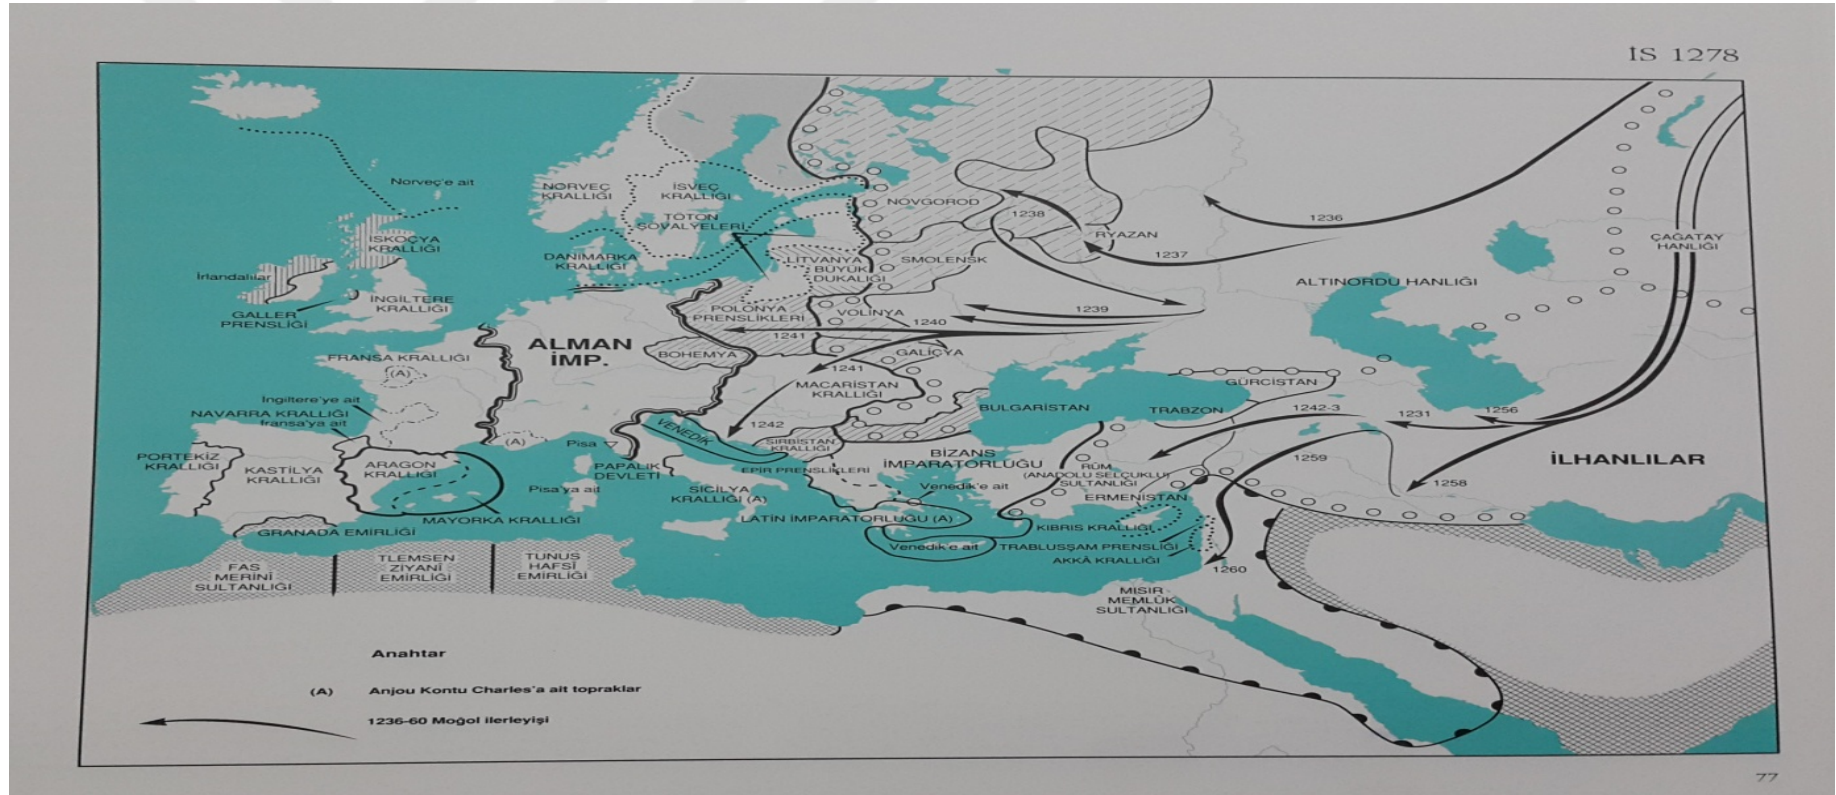 İS 1278
Norveç'e ait
NORVEÇ
KRALLIĞI
İSVEÇ
KRALLIĞI
TÖTON
ŞÖVALYELERİ
NOVGOROD
1238
1236
RYAZAN
1237
ÇAĞATAY
HANLIĞI
İSKOÇYA
KRALLIĞI
İrlandalılar
DANİMARKA
KRALLIĞI
LİTVANYA
BÜYÜK
DUKALIĞI
SMOLENSK
ALTINORDU HANLIĞI
GALLER
PRENSLİĞİ
İNGİLTERE
KRALLIĞI
POLONYA
PRENSLİKLERİ
VOLİNYA
1239
1240
1241
FRANSA KRALLIĞI
(A)
ALMAN
İMP.
BOHEMYA
GALİÇYA
1241
MACARİSTAN
KRALLIĞI
GÜRCİSTAN
İngiltere'ye ait
NAVARRA KRALLIĞI
fransa'ya ait
BULGARİSTAN
TRABZON
1242-3
1231
1256
PORTEKİZ
KRALLIĞI
KASTİLYA
KRALLIĞI
ARAGON
KRALLIĞI
(A)
Pisa
VENEDİK
1242
SIRBİSTAN
KRALLIĞI
PAPALIK
DEVLETİ
EPİR PRENSLİKLERİ
BİZANS
İMPARATORLUĞU
RÛM
(ANADOLU SELÇUKLU)
SULTANLIĞI
1259
1258
İLHANLILAR
Pisa'ya ait
SİCİLYA
KRALLIĞI (A)
Venedik'e ait
ERMENİSTAN
MAYORKA KRALLIĞI
GRANADA EMİRLİĞİ
LATİN İMPARATORLUĞU (A)
KIBRIS KRALLIĞI
Venedik'e ait
TRABLUSŞAM PRENSLİĞİ
AKKÂ KRALLIĞI
1260
FAS
MERİNİ
SULTANLIĞI
TLEMSEN
ZİYANİ
EMİRLİĞİ
TUNUS
HAFSİ
EMİRLİĞİ
MISIR
MEMLÛK
SULTANLIĞI
Anahtar
(A) Anjou Kontu Charles'a ait topraklar
1236-60 Moğol ilerleyişi
77